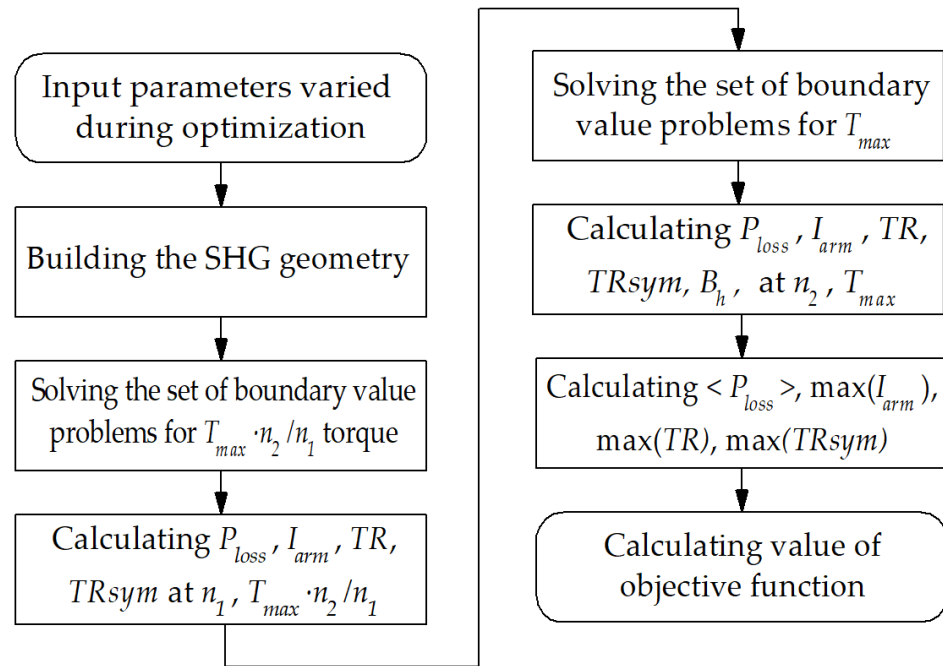 Input parameters varied
during optimization
Building the SHG geometry
Solving the set of boundary value
problems for T_max ·n_2 /n_1 torque
Calculating P_loss , I_arm , TR,
TRsym at n_1 , T_max ·n_2 /n_1
Solving the set of boundary
value problems for T_max
Calculating P_loss , I_arm , TR,
TRsym, B_h , at n_2 , T_max
Calculating < P_loss >, max(I_arm ),
max(TR), max(TRsym)
Calculating value of
objective function